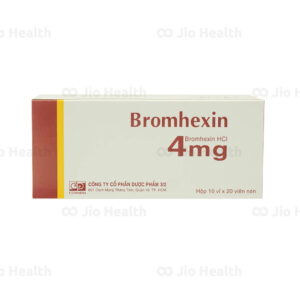 Jio Health
Jio Health
Bromhexin
Bromhexin HCl
4mg
CÔNG TY CỔ PHẦN DƯỢC PHẨM 3/2
Hộp 10 vỉ x 20 viên nén
Jio Health
Jio Health